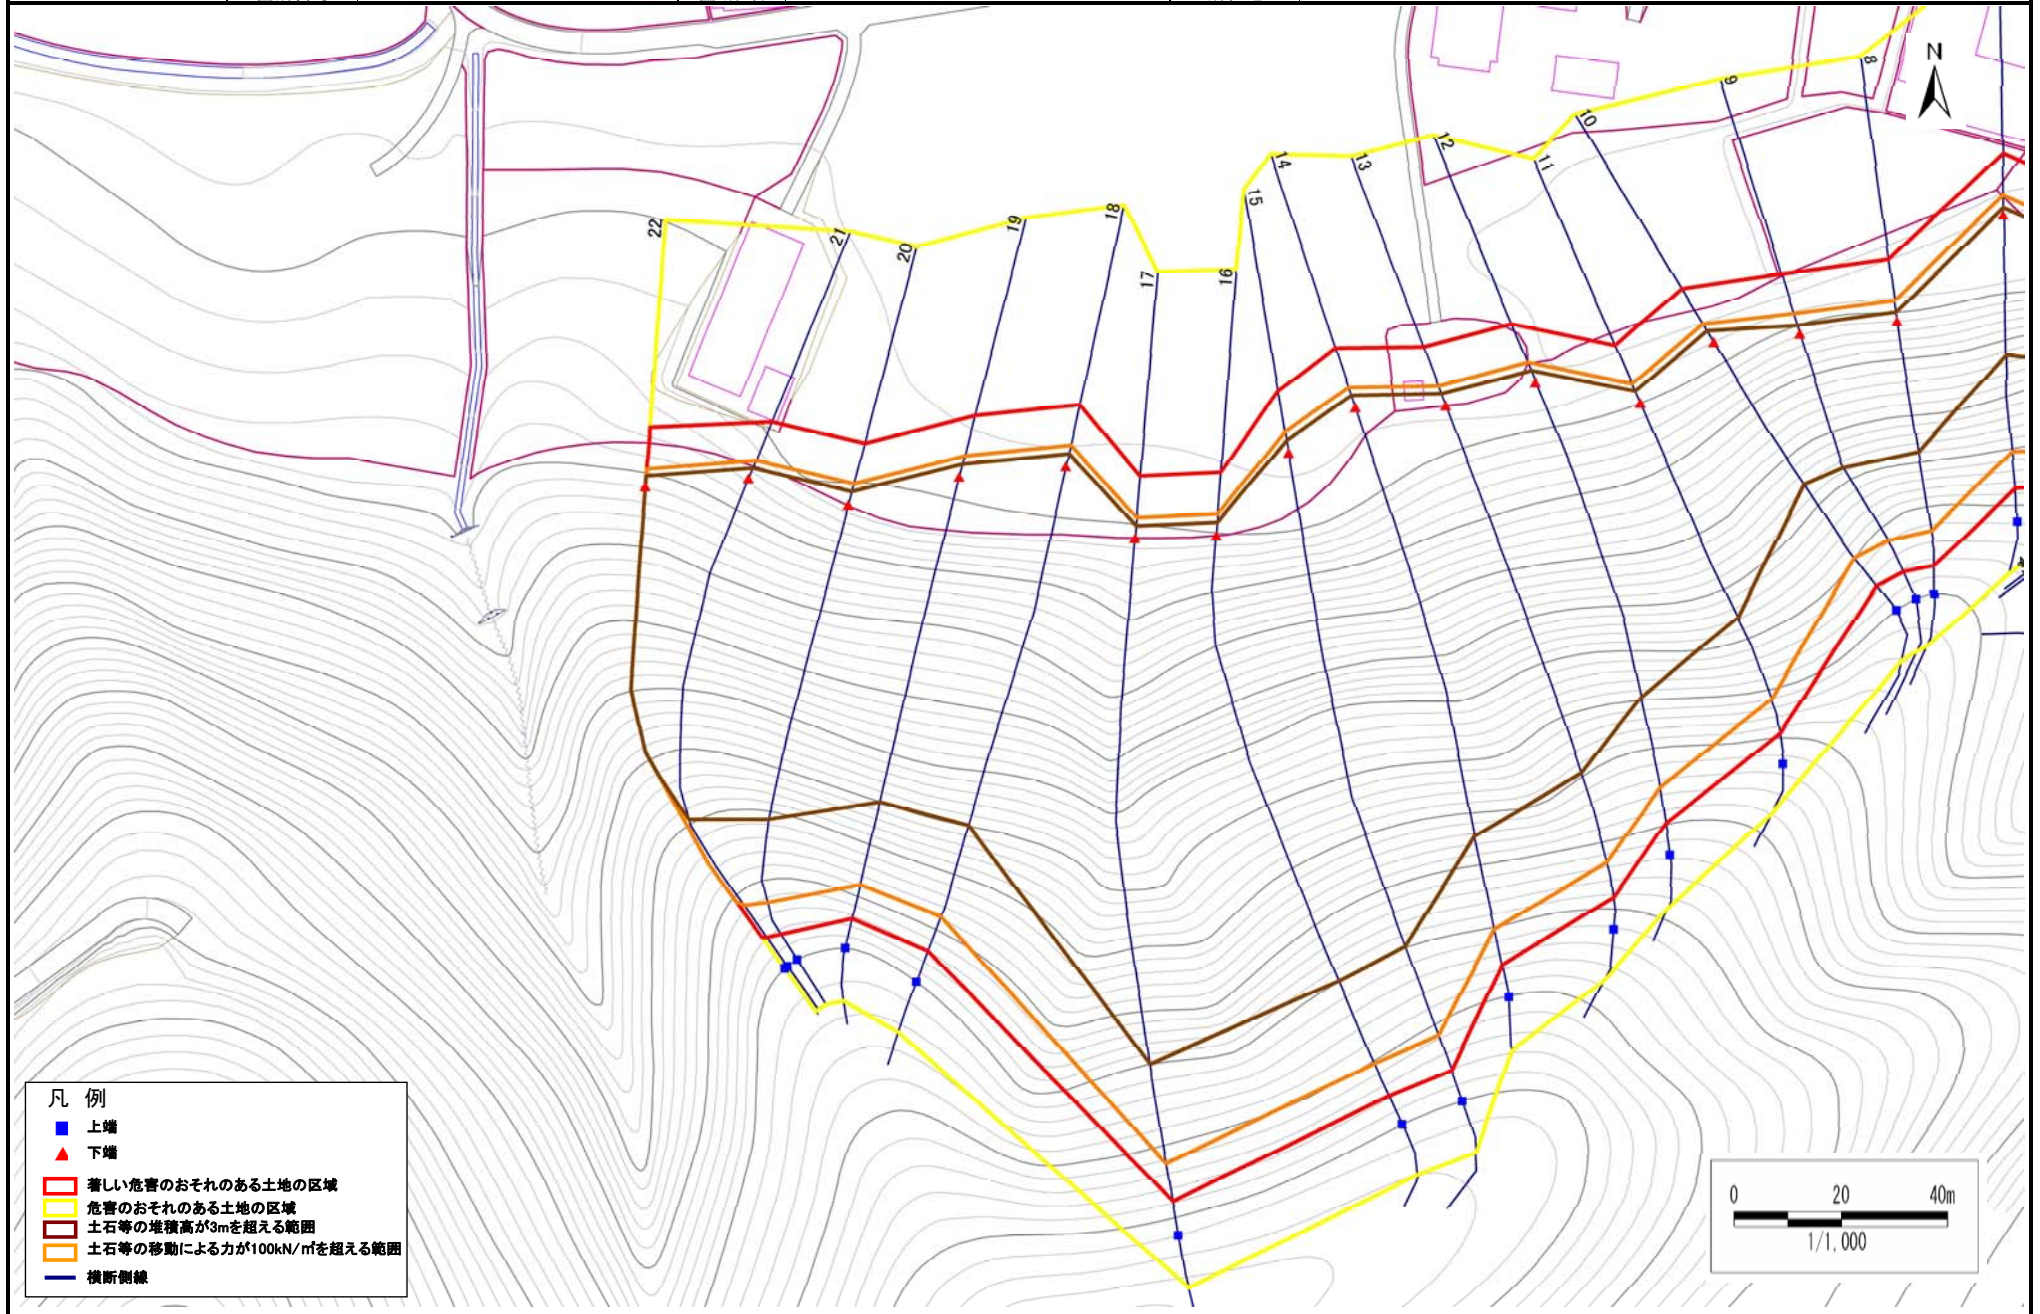 N
8
9
10
11
12
13
14
15
16
17
18
19
20
21
22
凡 例
上端
下端
著しい危害のおそれのある土地の区域
危害のおそれのある土地の区域
土石等の堆積高が3mを超える範囲
土石等の移動による力が100kN/㎡を超える範囲
横断側線
0 20 40m
1/1,000